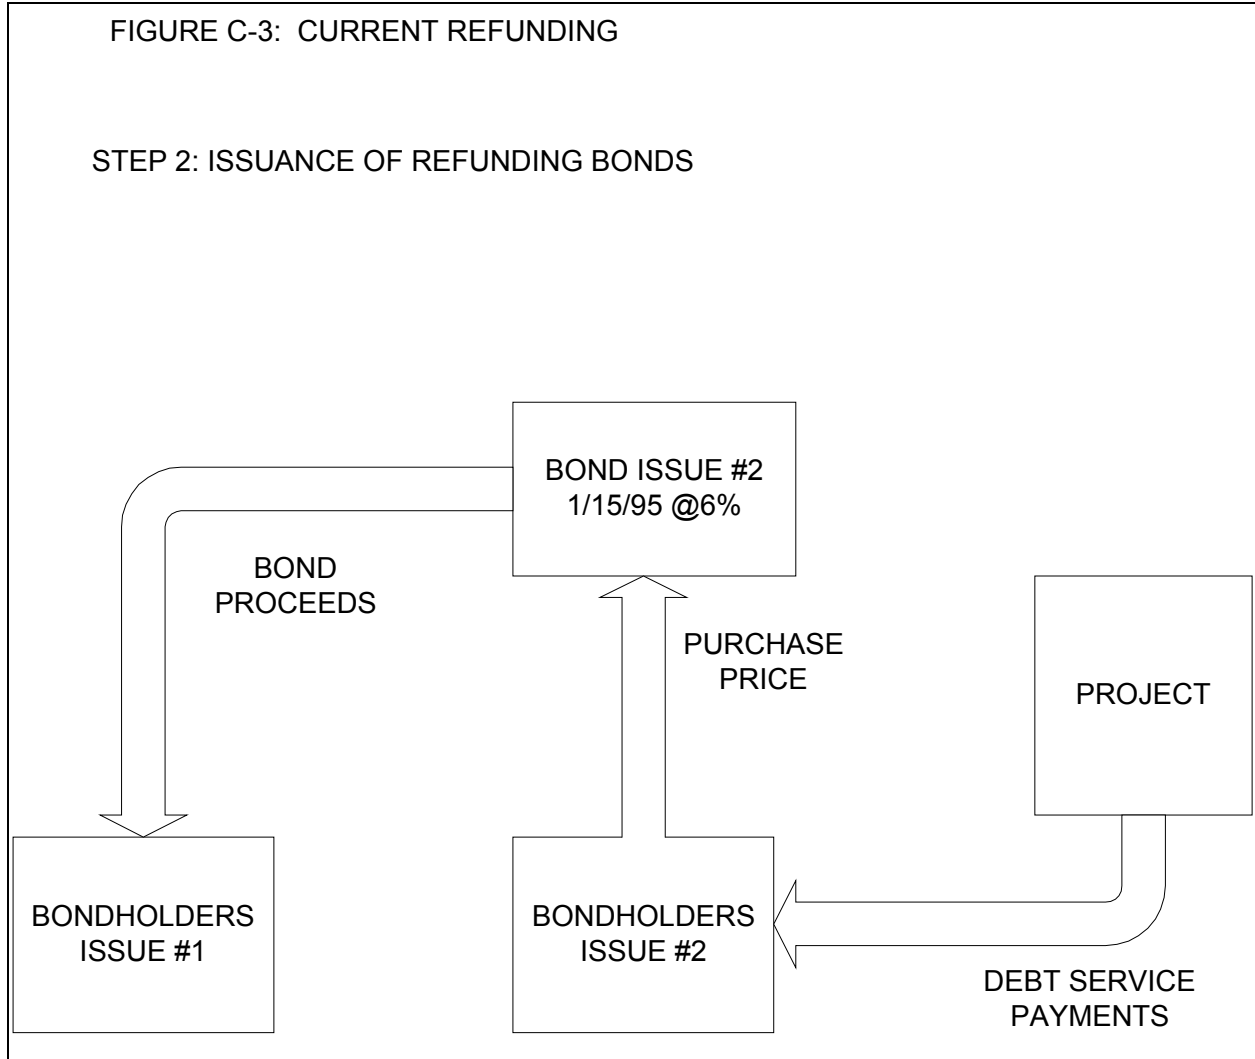 FIGURE C-3: CURRENT REFUNDING
STEP 2: ISSUANCE OF REFUNDING BONDS
BOND ISSUE #2
1/15/95 @6%
BOND
PROCEEDS
PURCHASE
PRICE
PROJECT
BONDHOLDERS
ISSUE #1
BONDHOLDERS
ISSUE #2
DEBT SERVICE
PAYMENTS